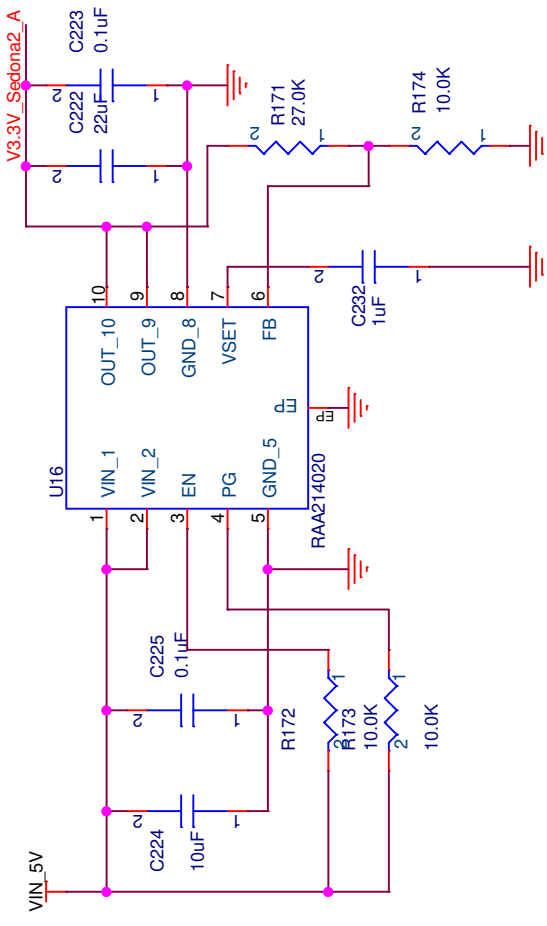 V3.3V_Sedona2_A
C223
0.1uF
2
1
C222
22uF
2
1
R171
27.0K
2
1
R174
10.0K
2
1
C232
1uF
2
1
10
9
8
7
6
OUT_10
OUT_9
GND_8
VSET
FB
EP
EP
U16
VIN_1
VIN_2
EN
PG
GND_5
RAA214020
1
2
3
4
5
C225
0.1uF
2
1
C224
10uF
2
1
R172
10.0K
2
1
R173
10.0K
2
1
VIN_5V